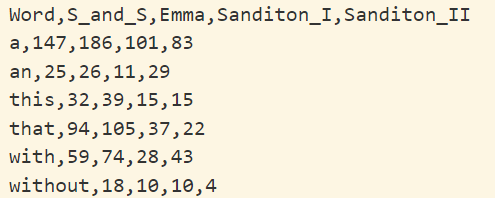 Word,S_and_S,Emma,Sanditon_I,Sanditon_II
a,147,186,101,83
an,25,26,11,29
this,32,39,15,15
that,94,105,37,22
with,59,74,28,43
without,18,10,10,4